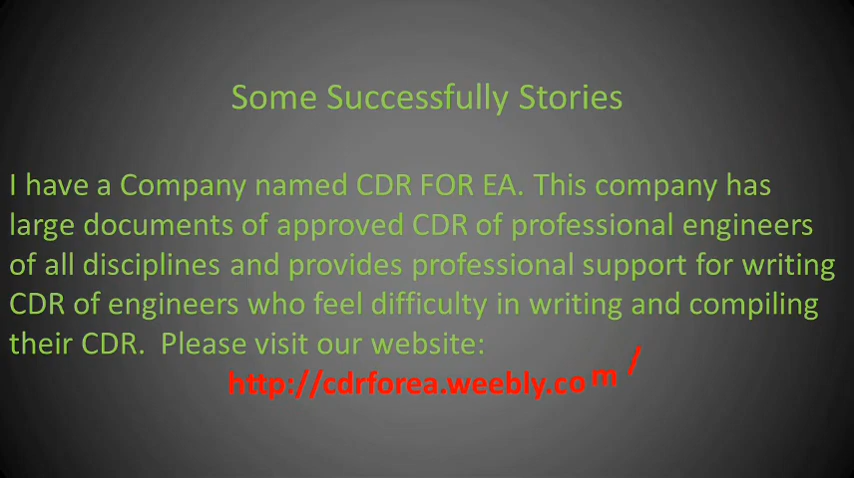 Some Successfully Stories
I have a Company named CDR FOR EA. This company has
large documents of approved CDR of professional engineers
of all disciplines and provides professional support for writing
CDR of engineers who feel difficulty in writing and compiling
their CDR. Please visit our website:
http://cdrforea.weebly.com/